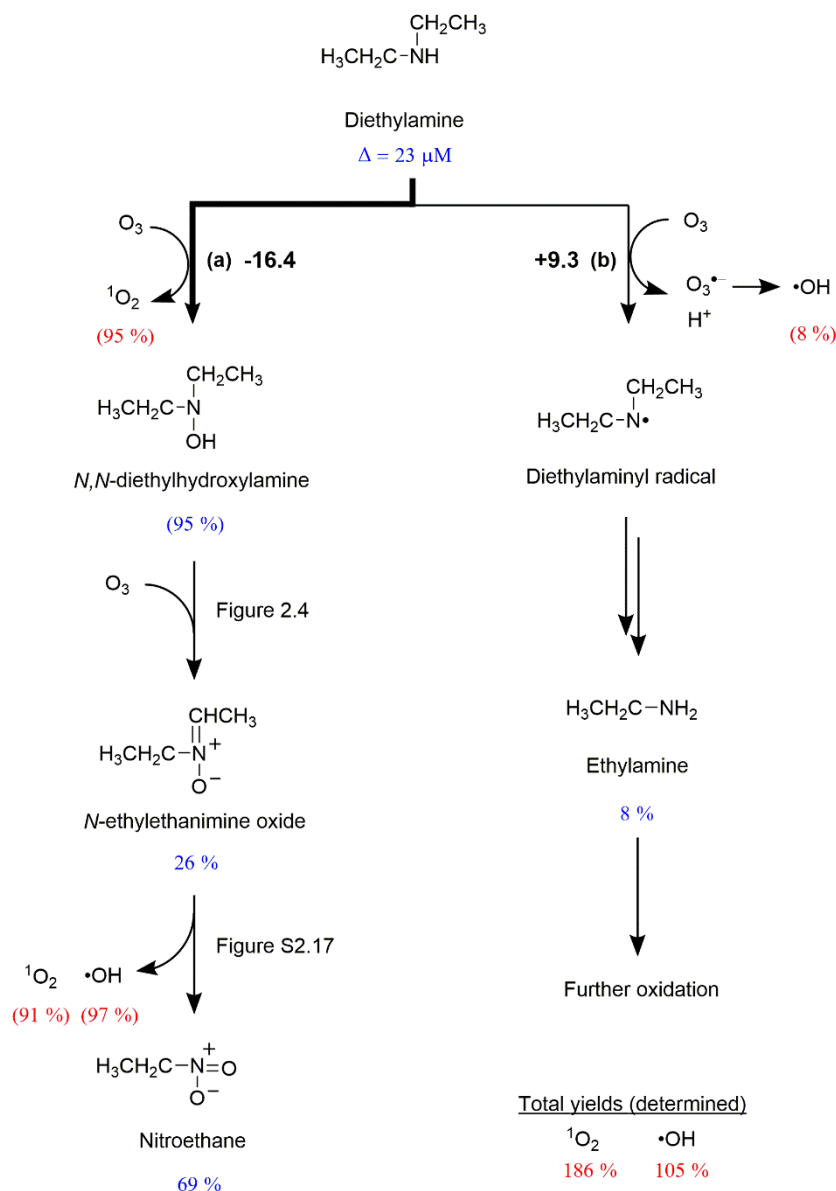 CH₂CH₃
H₃CH₂C–NH
Diethylamine
Δ = 23 μM
O₃
(a) -16.4
¹O₂
(95 %)
+9.3 (b)
O₃
O₃•–
H⁺
•OH
(8 %)
CH₂CH₃
H₃CH₂C–N
OH
N,N-diethylhydroxylamine
(95 %)
CH₂CH₃
H₃CH₂C–N•
Diethylaminyl radical
O₃
Figure 2.4
CHCH₃
H₃CH₂C–N⁺
O⁻
N-ethylethanimine oxide
26 %
H₃CH₂C–NH₂
Ethylamine
8 %
Figure S2.17
¹O₂ •OH
(91 %) (97 %)
Further oxidation
H₃CH₂C–N⁺=O
O⁻
Nitroethane
69 %
Total yields (determined)
¹O₂ •OH
186 % 105 %